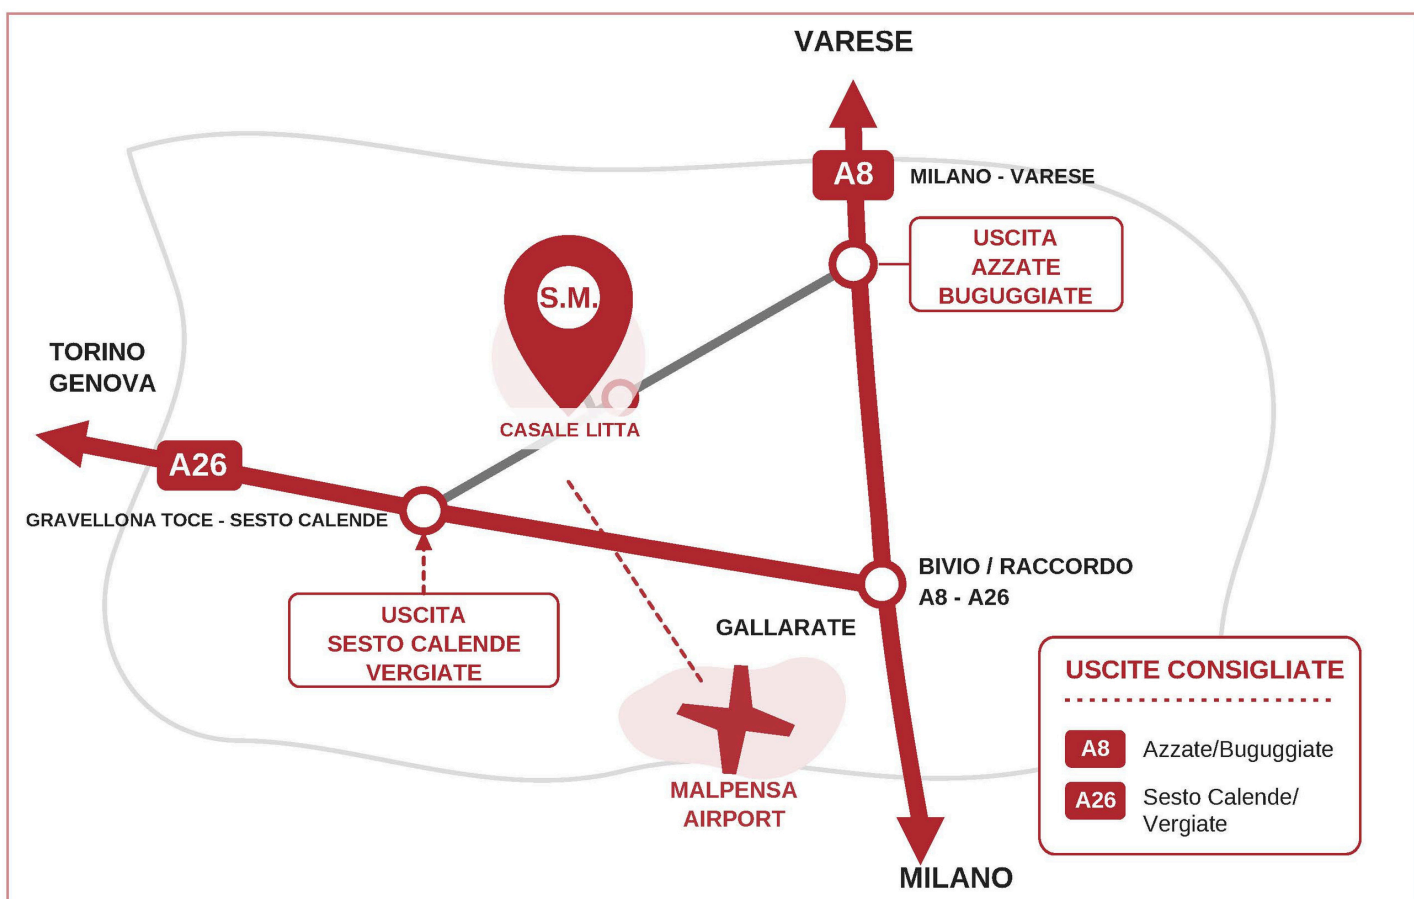 VARESE
A8
MILANO - VARESE
USCITA
AZZATE
BUGUGGIATE
S.M.
CASALE LITTA
TORINO
GENOVA
A26
GRAVELLONA TOCE - SESTO CALENDE
USCITA
SESTO CALENDE
VERGIATE
BIVIO / RACCORDO
A8 - A26
GALLARATE
MALPENSA
AIRPORT
MILANO
USCITE CONSIGLIATE
A8 Azzate/Buguggiate
A26 Sesto Calende/
Vergiate